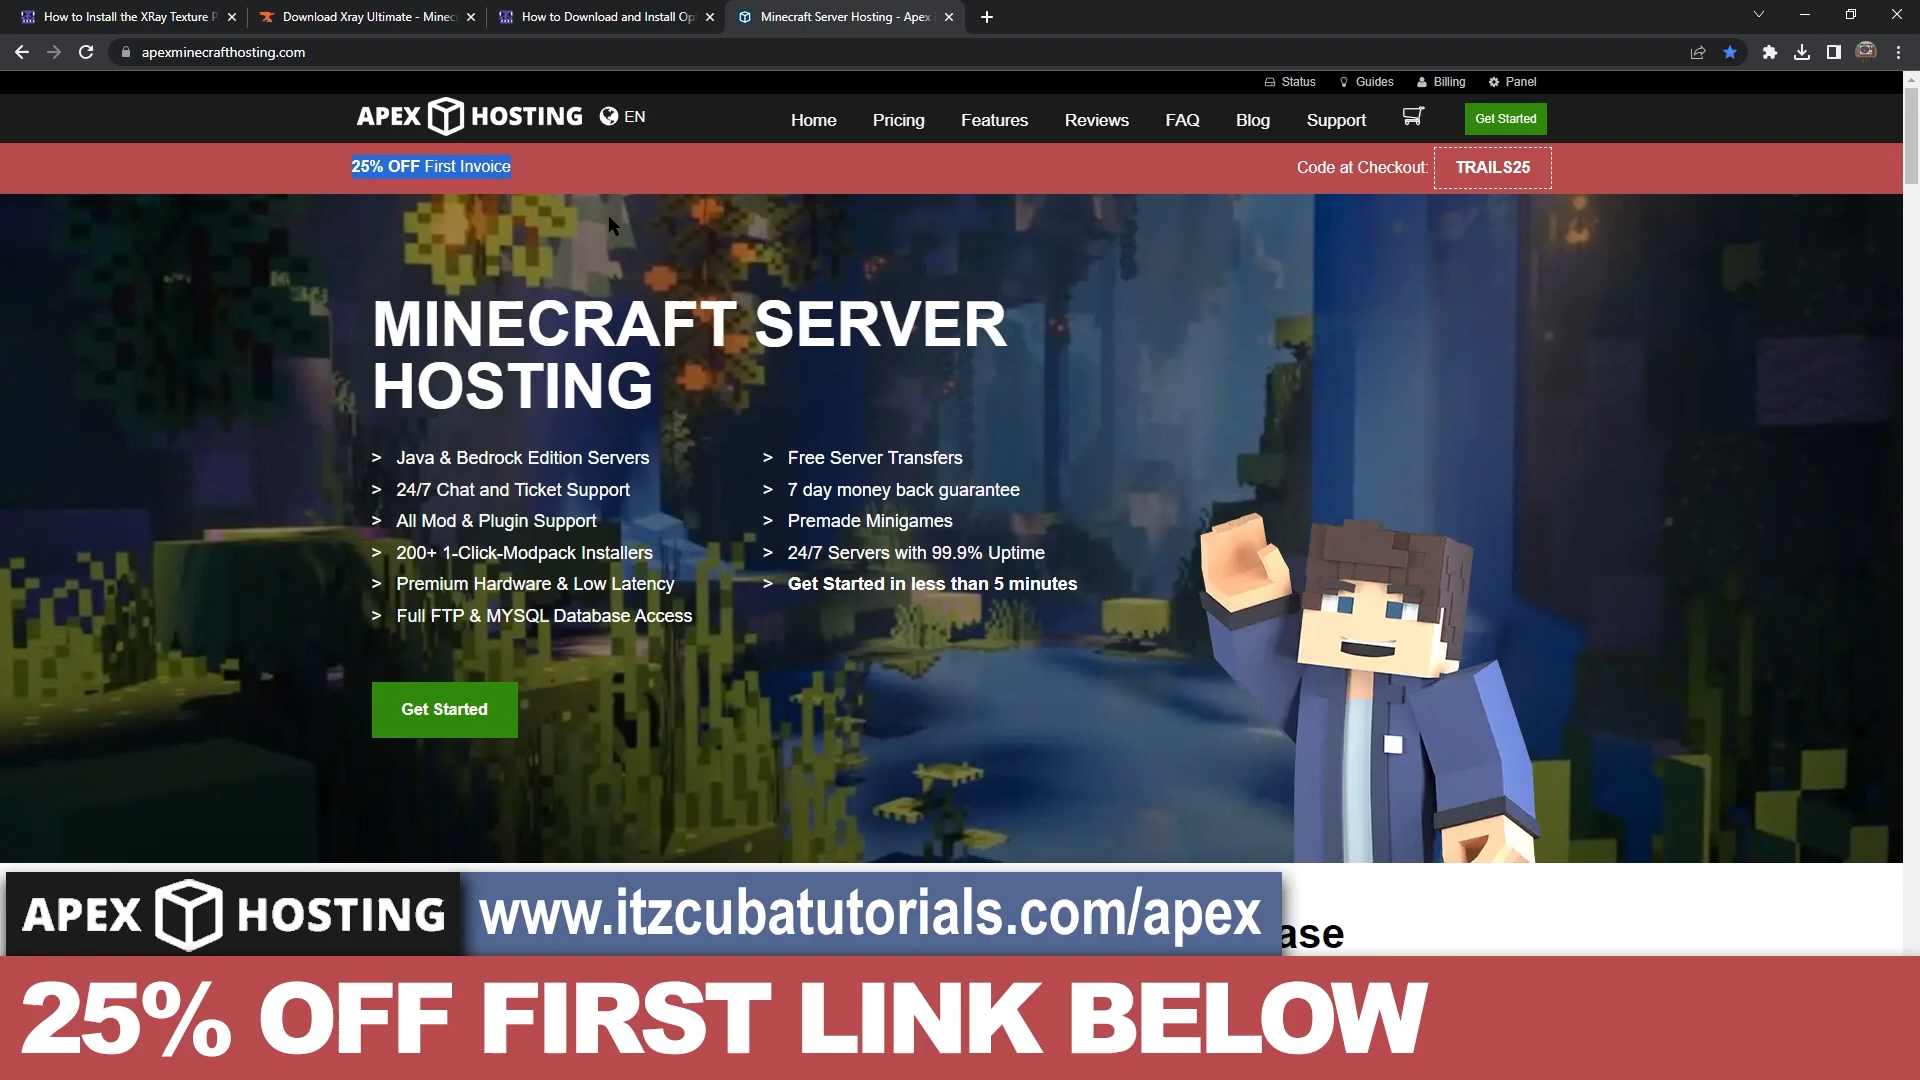 How to Install the XRay Texture P
Download Xray Ultimate - Minec
How to Download and Install Op
Minecraft Server Hosting - Apex
apexminecrafthosting.com
Status
Guides
Billing
Panel
APEX HOSTING
EN
Home
Pricing
Features
Reviews
FAQ
Blog
Support
Get Started
25% OFF First Invoice
Code at Checkout:
TRAILS25
MINECRAFT SERVER
HOSTING
> Java & Bedrock Edition Servers
> 24/7 Chat and Ticket Support
> All Mod & Plugin Support
> 200+ 1-Click-Modpack Installers
> Premium Hardware & Low Latency
> Full FTP & MYSQL Database Access
> Free Server Transfers
> 7 day money back guarantee
> Premade Minigames
> 24/7 Servers with 99.9% Uptime
> Get Started in less than 5 minutes
Get Started
APEX HOSTING
www.itzcubatutorials.com/apex
ase
25% OFF FIRST LINK BELOW